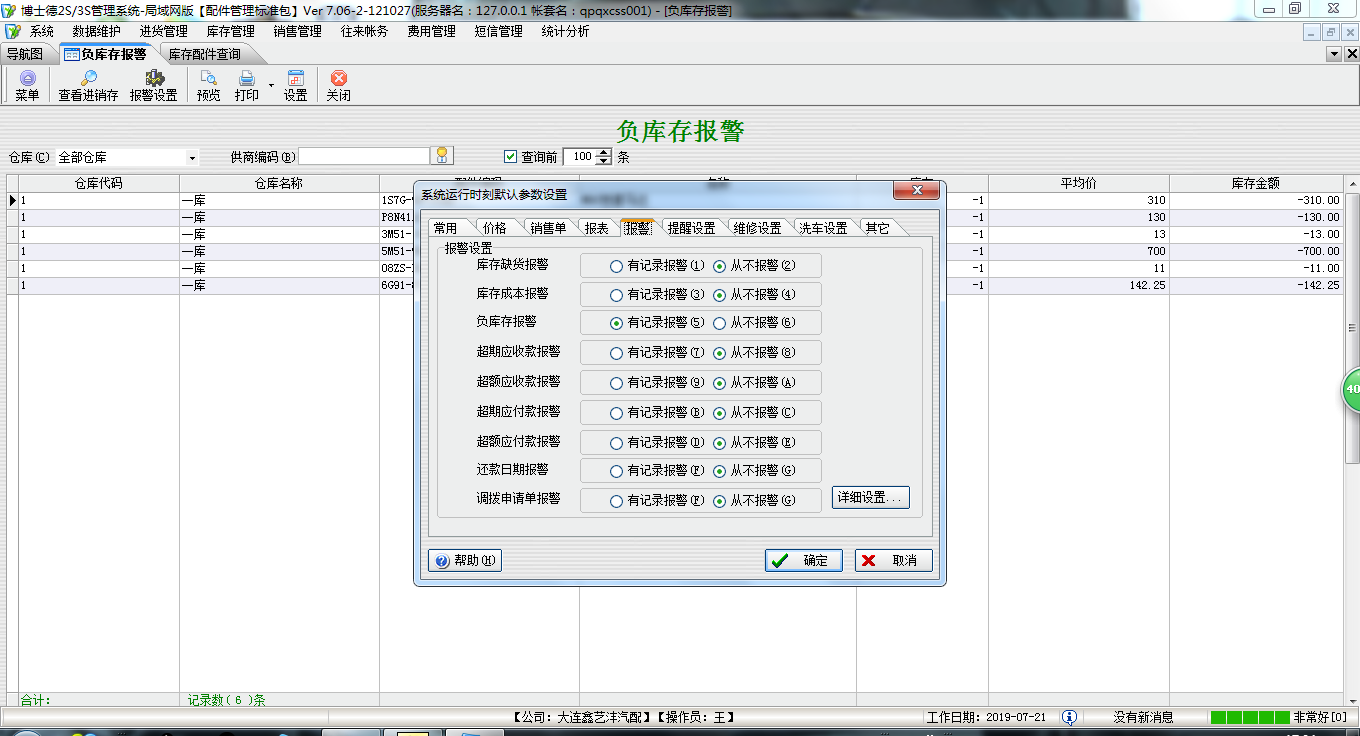 博士德2S/3S管理系统-局域网版【配件管理标准包】Ver 7.06-2-121027(服务器名：127.0.0.1 帐套名：qpqxcss001) - [负库存报警]
系统 数据维护 进货管理 库存管理 销售管理 往来帐务 费用管理 短信管理 统计分析
导航图 负库存报警 库存配件查询
菜单 查看进销存 报警设置 预览 打印 设置 关闭
负库存报警
仓库(C) 全部仓库 供商编码(B) 查询前 100 条
仓库代码 仓库名称 平均价 库存金额
1 一库 1S7G- -1 310 -310.00
1 一库 P8N41 -1 130 -130.00
1 一库 3M51- -1 13 -13.00
1 一库 5M51- -1 700 -700.00
1 一库 08ZS- -1 11 -11.00
1 一库 6G91- -1 142.25 -142.25
系统运行时刻默认参数设置
常用 价格 销售单 报表 报警 提醒设置 维修设置 洗车设置 其它
报警设置
库存缺货报警 有记录报警(1) 从不报警(2)
库存成本报警 有记录报警(3) 从不报警(4)
负库存报警 有记录报警(5) 从不报警(6)
超期应收款报警 有记录报警(7) 从不报警(8)
超额应收款报警 有记录报警(9) 从不报警(A)
超期应付款报警 有记录报警(B) 从不报警(C)
超额应付款报警 有记录报警(D) 从不报警(E)
还款日期报警 有记录报警(F) 从不报警(G)
调拨申请单报警 有记录报警(F) 从不报警(G)
详细设置...
帮助(H) 确定 取消
40
合计: 记录数( 6 )条
【公司：大连鑫艺沣汽配】【操作员：王】 工作日期：2019-07-21 没有新消息 非常好[0]